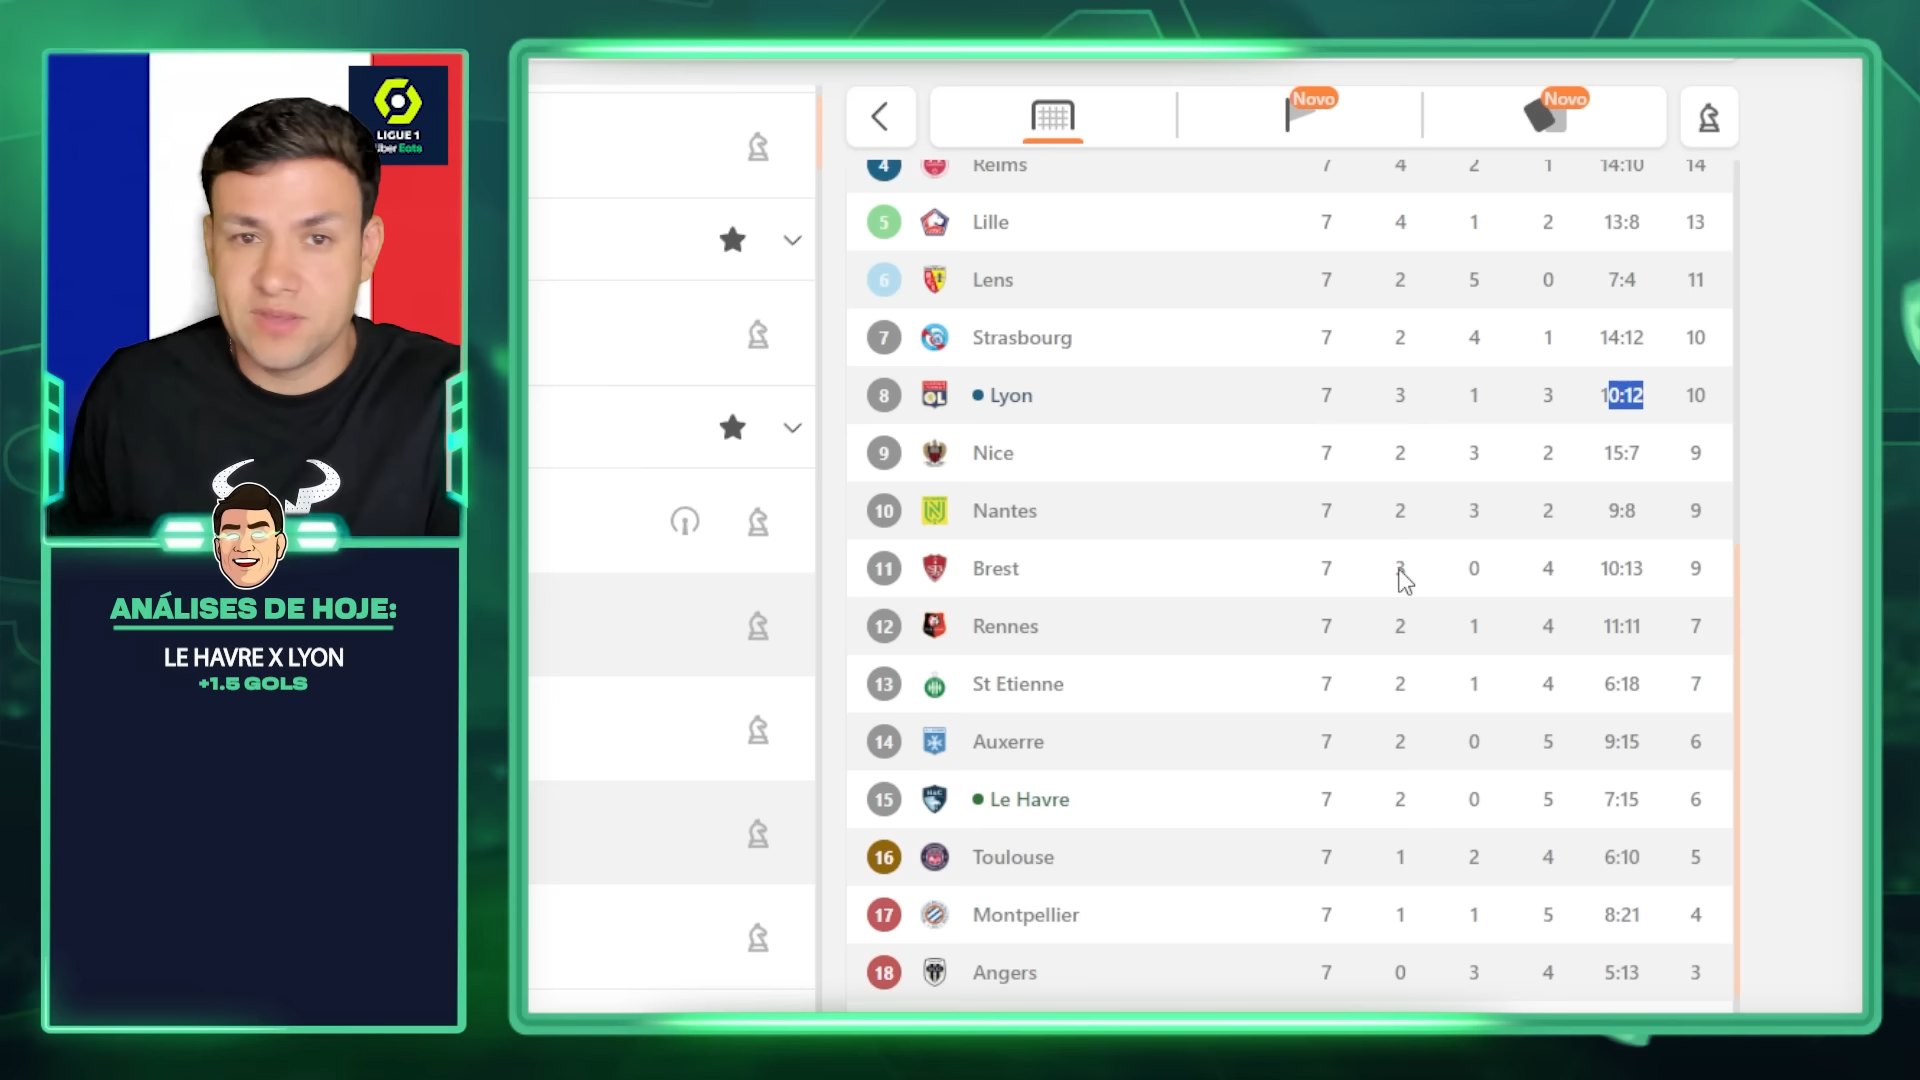 LIGUE 1
Uber Eats
ANÁLISES DE HOJE:
LE HAVRE X LYON
+1.5 GOLS
Novo
Novo
4 Reims 7 4 2 1 14:10 14
5 Lille 7 4 1 2 13:8 13
6 Lens 7 2 5 0 7:4 11
7 Strasbourg 7 2 4 1 14:12 10
8 OL Lyon 7 3 1 3 10:12 10
9 Nice 7 2 3 2 15:7 9
10 Nantes 7 2 3 2 9:8 9
11 Brest 7 3 0 4 10:13 9
12 Rennes 7 2 1 4 11:11 7
13 St Etienne 7 2 1 4 6:18 7
14 Auxerre 7 2 0 5 9:15 6
15 Le Havre 7 2 0 5 7:15 6
16 Toulouse 7 1 2 4 6:10 5
17 Montpellier 7 1 1 5 8:21 4
18 Angers 7 0 3 4 5:13 3